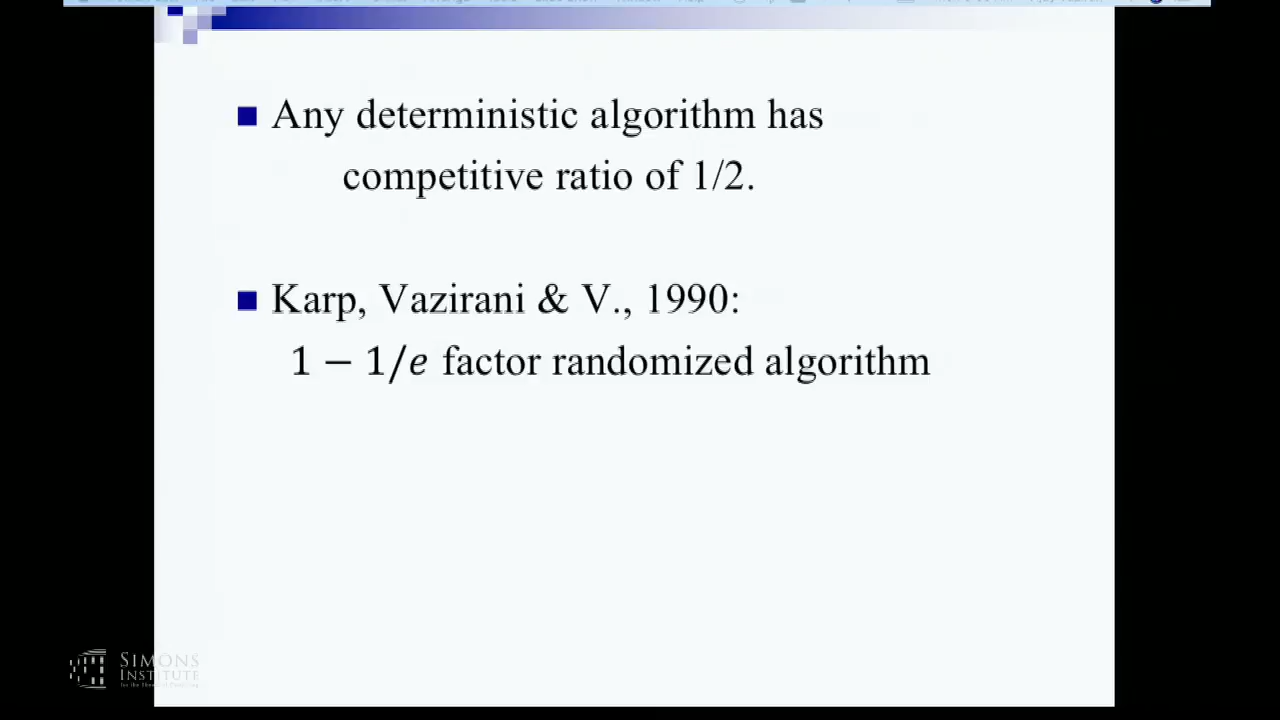 Any deterministic algorithm has
competitive ratio of 1/2.
Karp, Vazirani & V., 1990:
1 − 1/e factor randomized algorithm
SIMONS
INSTITUTE